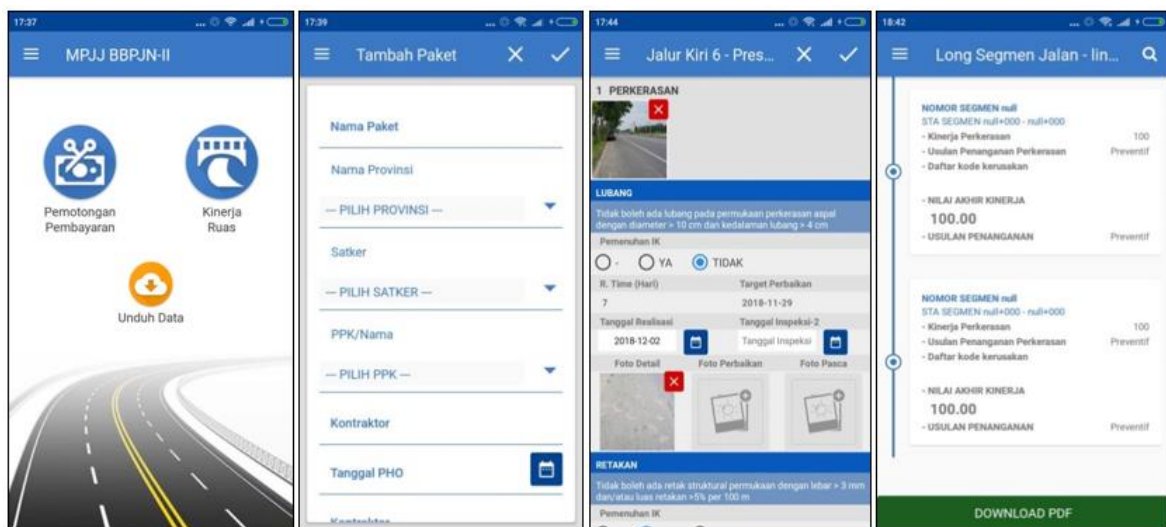 17:37
MPJJ BBPJN-II
Pemotongan
Pembayaran
Kinerja
Ruas
Unduh Data
17:39
Tambah Paket
Nama Paket
Nama Provinsi
--- PILIH PROVINSI ---
Satker
--- PILIH SATKER ---
PPK/Nama
--- PILIH PPK ---
Kontraktor
Tanggal PHO
Kontraktor
17:44
Jalur Kiri 6 - Pres...
1 PERKERASAN
LUBANG
Tidak boleh ada lubang pada permukaan perkerasan aspal
dengan diameter > 10 cm dan kedalaman lubang > 4 cm
Pemenuhan IK
- YA TIDAK
R. Time (Hari) Target Perbaikan
7 2018-11-29
Tanggal Realisasi Tanggal Inspeksi-2
2018-12-02 Tanggal Inspeksi
Foto Detail Foto Perbaikan Foto Pasca
RETAKAN
Tidak boleh ada retak struktural permukaan dengan lebar > 3 mm
dan/atau luas retakan >5% per 100 m
Pemenuhan IK
18:42
Long Segmen Jalan - lin...
NOMOR SEGMEN null
STA SEGMEN null+000 - null+000
- Kinerja Perkerasan 100
- Usulan Penanganan Perkerasan Preventif
- Daftar kode kerusakan
- NILAI AKHIR KINERJA
100.00
- USULAN PENANGANAN Preventif
NOMOR SEGMEN null
STA SEGMEN null+000 - null+000
- Kinerja Perkerasan 100
- Usulan Penanganan Perkerasan Preventif
- Daftar kode kerusakan
- NILAI AKHIR KINERJA
100.00
- USULAN PENANGANAN Preventif
DOWNLOAD PDF